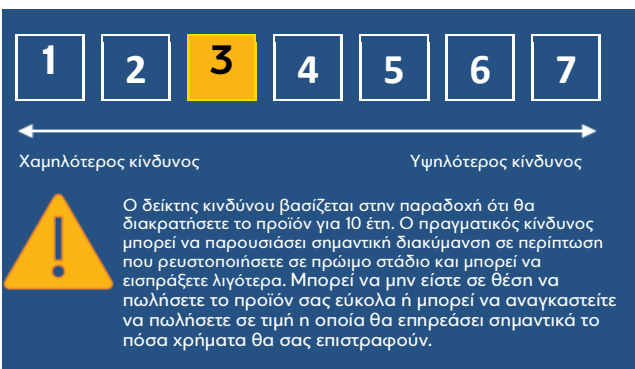 1 2 3 4 5 6 7
Χαμηλότερος κίνδυνος Υψηλότερος κίνδυνος
Ο δείκτης κινδύνου βασίζεται στην παραδοχή ότι θα
διακρατήσετε το προϊόν για 10 έτη. Ο πραγματικός κίνδυνος
μπορεί να παρουσιάσει σημαντική διακύμανση σε περίπτωση
που ρευστοποιήσετε σε πρώιμο στάδιο και μπορεί να
εισπράξετε λιγότερα. Μπορεί να μην είστε σε θέση να
πωλήσετε το προϊόν σας εύκολα ή μπορεί να αναγκαστείτε
να πωλήσετε σε τιμή η οποία θα επηρεάσει σημαντικά το
πόσα χρήματα θα σας επιστραφούν.